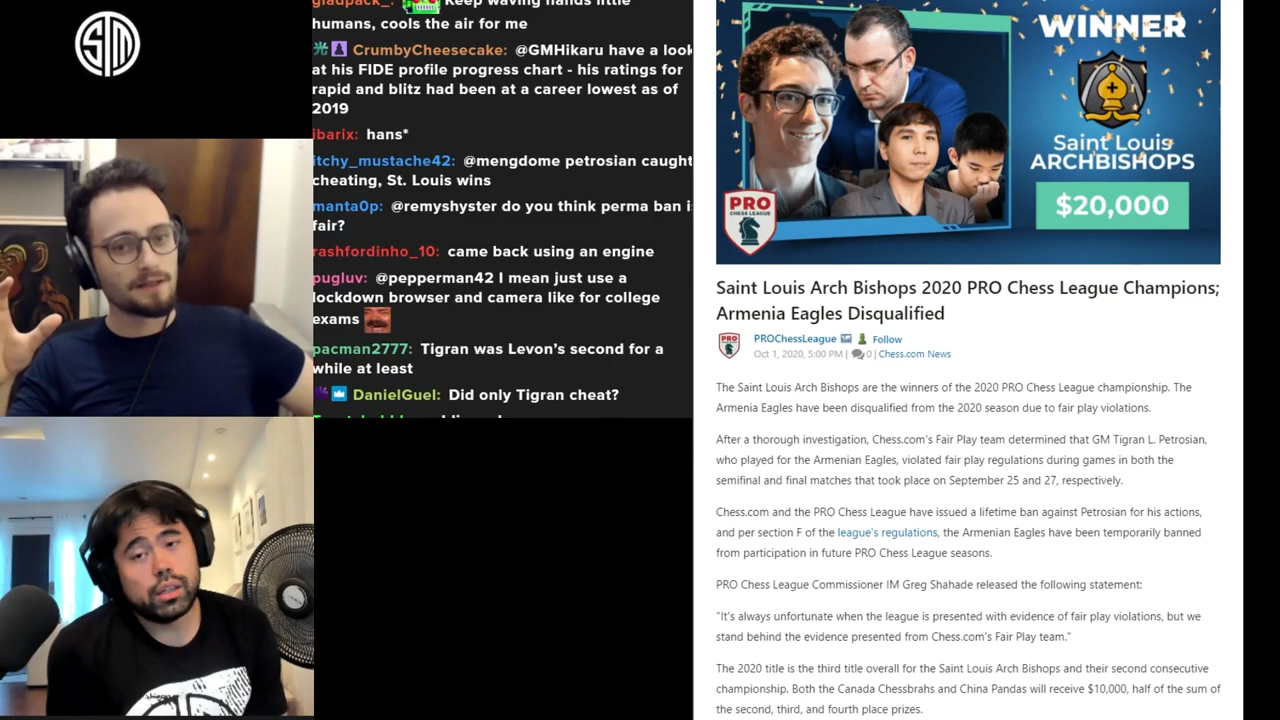 STM
gladpack_: Keep waving hands little
humans, cools the air for me
CrumbyCheesecake: @GMHikaru have a look
at his FIDE profile progress chart - his ratings for
rapid and blitz had been at a career lowest as of
2019
ibarix: hans*
itchy_mustache42: @mengdome petrosian caught
cheating, St. Louis wins
manta0p: @remyshyster do you think perma ban is
fair?
rashfordinho_10: came back using an engine
pugluv: @pepperman42 I mean just use a
lockdown browser and camera like for college
exams
pacman2777: Tigran was Levon's second for a
while at least
DanielGuel: Did only Tigran cheat?
WINNER
Saint Louis
ARCHBISHOPS
$20,000
PRO
CHESS LEAGUE
Saint Louis Arch Bishops 2020 PRO Chess League Champions;
Armenia Eagles Disqualified
PRO
PROChessLeague Follow
Oct 1, 2020, 5:00 PM | 0 | Chess.com News
The Saint Louis Arch Bishops are the winners of the 2020 PRO Chess League championship. The
Armenia Eagles have been disqualified from the 2020 season due to fair play violations.
After a thorough investigation, Chess.com's Fair Play team determined that GM Tigran L. Petrosian,
who played for the Armenian Eagles, violated fair play regulations during games in both the
semifinal and final matches that took place on September 25 and 27, respectively.
Chess.com and the PRO Chess League have issued a lifetime ban against Petrosian for his actions,
and per section F of the league's regulations, the Armenian Eagles have been temporarily banned
from participation in future PRO Chess League seasons.
PRO Chess League Commissioner IM Greg Shahade released the following statement:
"It's always unfortunate when the league is presented with evidence of fair play violations, but we
stand behind the evidence presented from Chess.com's Fair Play team."
The 2020 title is the third title overall for the Saint Louis Arch Bishops and their second consecutive
championship. Both the Canada Chessbrahs and China Pandas will receive $10,000, half of the sum of
the second, third, and fourth place prizes.